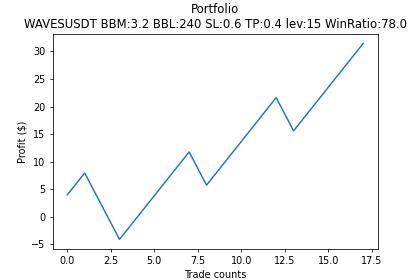 Portfolio
WAVESUSDT BBM:3.2 BBL:240 SL:0.6 TP:0.4 lev:15 WinRatio:78.0
30
25
20
15
10
5
0
−5
Profit ($)
0.0 2.5 5.0 7.5 10.0 12.5 15.0 17.5
Trade counts